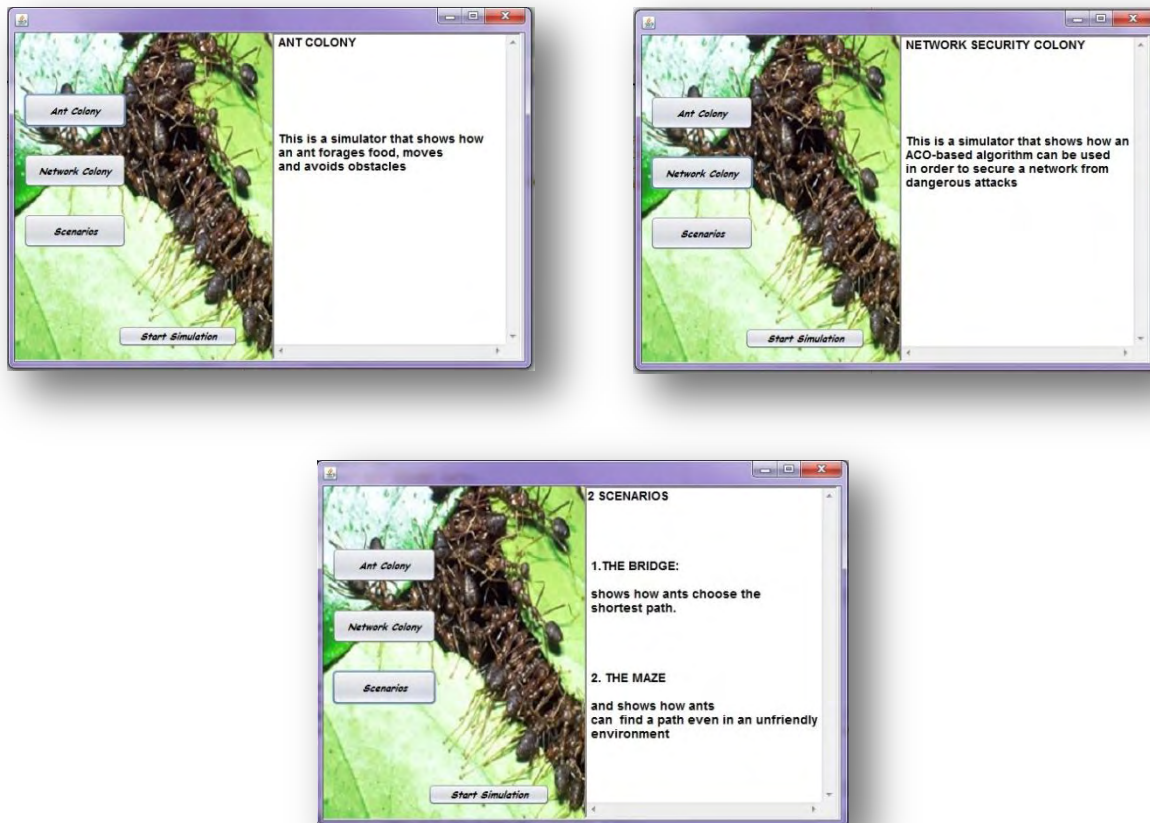 ANT COLONY
This is a simulator that shows how
an ant forages food, moves
and avoids obstacles
Ant Colony
Network Colony
Scenarios
Start Simulation
NETWORK SECURITY COLONY
This is a simulator that shows how an
ACO-based algorithm can be used
in order to secure a network from
dangerous attacks
Ant Colony
Network Colony
Scenarios
Start Simulation
2 SCENARIOS
1.THE BRIDGE:
shows how ants choose the
shortest path.
2. THE MAZE
and shows how ants
can find a path even in an unfriendly
environment
Ant Colony
Network Colony
Scenarios
Start Simulation